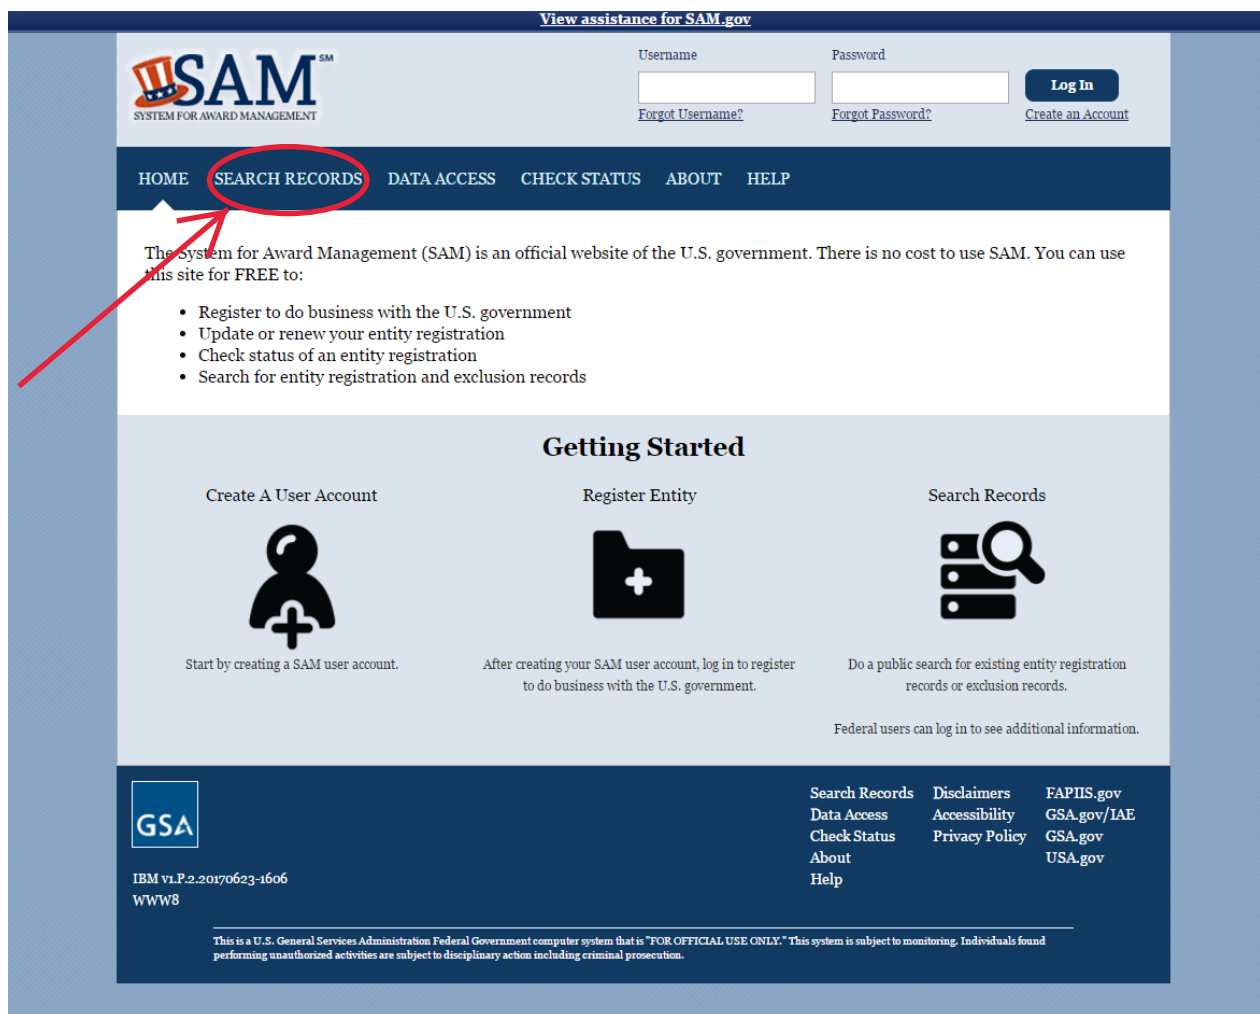 View assistance for SAM.gov
SAM SM
SYSTEM FOR AWARD MANAGEMENT
Username
Password
Log In
Forgot Username?
Forgot Password?
Create an Account
HOME SEARCH RECORDS DATA ACCESS CHECK STATUS ABOUT HELP
The System for Award Management (SAM) is an official website of the U.S. government. There is no cost to use SAM. You can use
this site for FREE to:
• Register to do business with the U.S. government
• Update or renew your entity registration
• Check status of an entity registration
• Search for entity registration and exclusion records
Getting Started
Create A User Account
Start by creating a SAM user account.
Register Entity
After creating your SAM user account, log in to register
to do business with the U.S. government.
Search Records
Do a public search for existing entity registration
records or exclusion records.
Federal users can log in to see additional information.
GSA
IBM v1.P.2.20170623-1606
WWW8
Search Records
Data Access
Check Status
About
Help
Disclaimers
Accessibility
Privacy Policy
FAPIIS.gov
GSA.gov/IAE
GSA.gov
USA.gov
This is a U.S. General Services Administration Federal Government computer system that is "FOR OFFICIAL USE ONLY." This system is subject to monitoring. Individuals found
performing unauthorized activities are subject to disciplinary action including criminal prosecution.